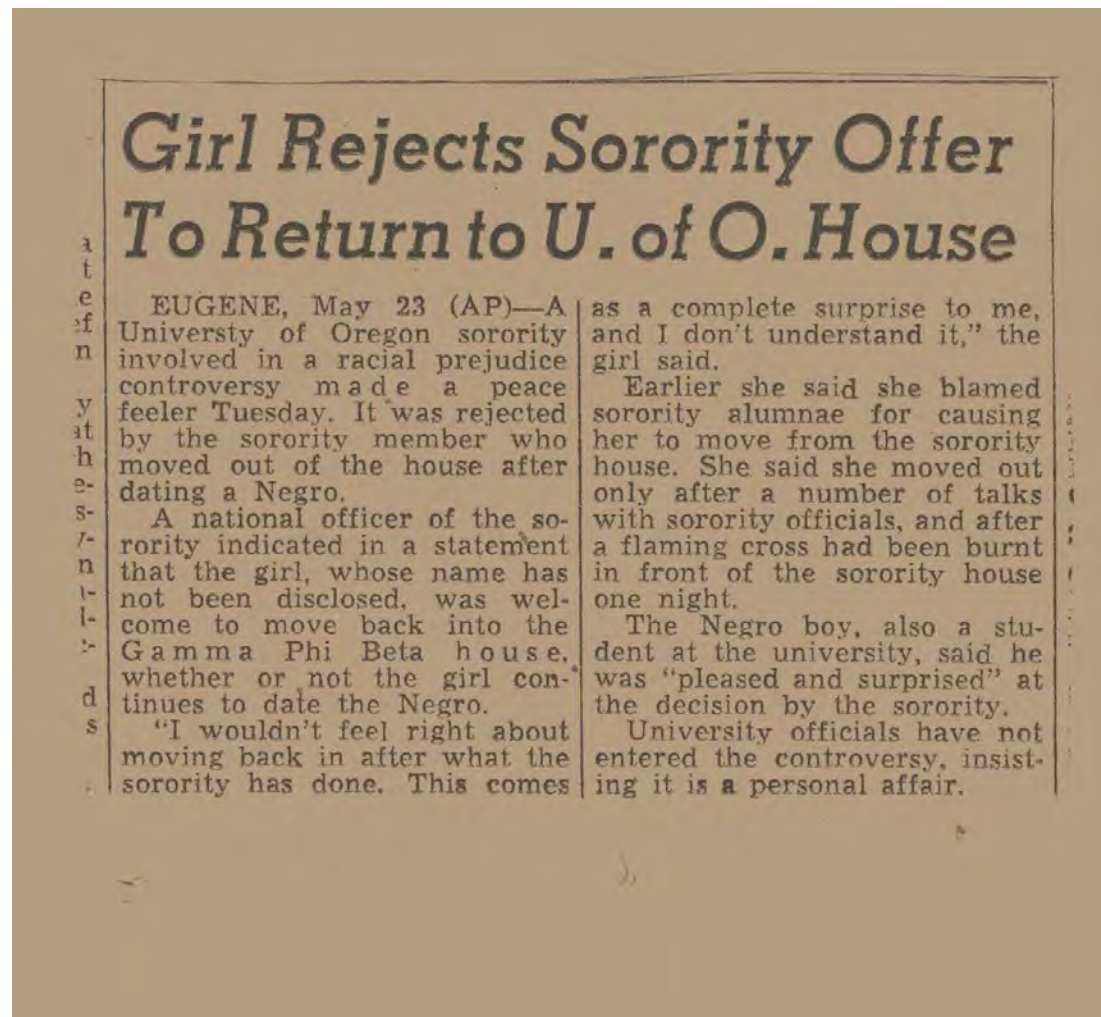 Girl Rejects Sorority Offer
To Return to U. of O. House
EUGENE, May 23 (AP)—A
Universty of Oregon sorority
involved in a racial prejudice
controversy made a peace
feeler Tuesday. It was rejected
by the sorority member who
moved out of the house after
dating a Negro.
A national officer of the so-
rority indicated in a statement
that the girl, whose name has
not been disclosed, was wel-
come to move back into the
Gamma Phi Beta house,
whether or not the girl con-
tinues to date the Negro.
"I wouldn't feel right about
moving back in after what the
sorority has done. This comes
as a complete surprise to me,
and I don't understand it," the
girl said.
Earlier she said she blamed
sorority alumnae for causing
her to move from the sorority
house. She said she moved out
only after a number of talks
with sorority officials, and after
a flaming cross had been burnt
in front of the sorority house
one night.
The Negro boy, also a stu-
dent at the university, said he
was "pleased and surprised" at
the decision by the sorority.
University officials have not
entered the controversy, insist-
ing it is a personal affair.